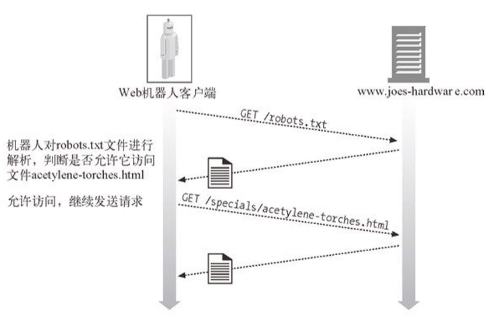 Web机器人客户端
www.joes-hardware.com
GET /robots.txt
机器人对robots.txt文件进行
解析，判断是否允许它访问
文件acetylene-torches.html
允许访问，继续发送请求
GET /specials/acetylene-torches.html